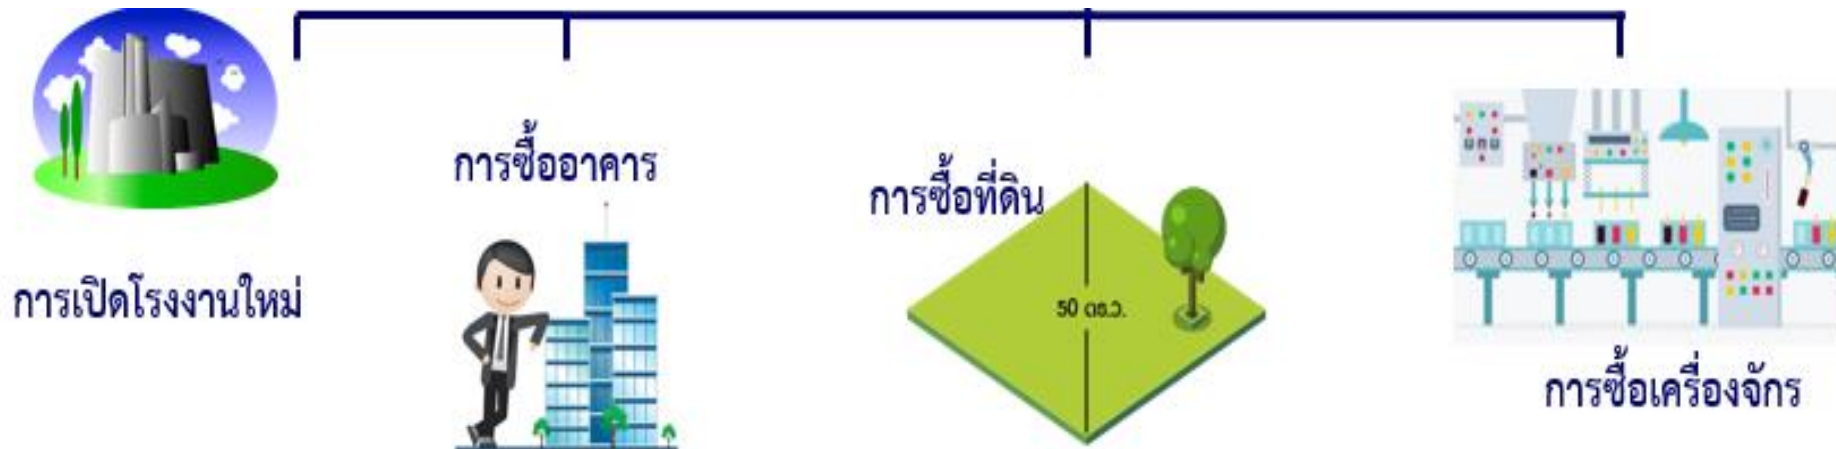 การซื้ออาคาร
การซื้อที่ดิน
การเปิดโรงงานใหม่
50 ตร.ว.
การซื้อเครื่องจักร